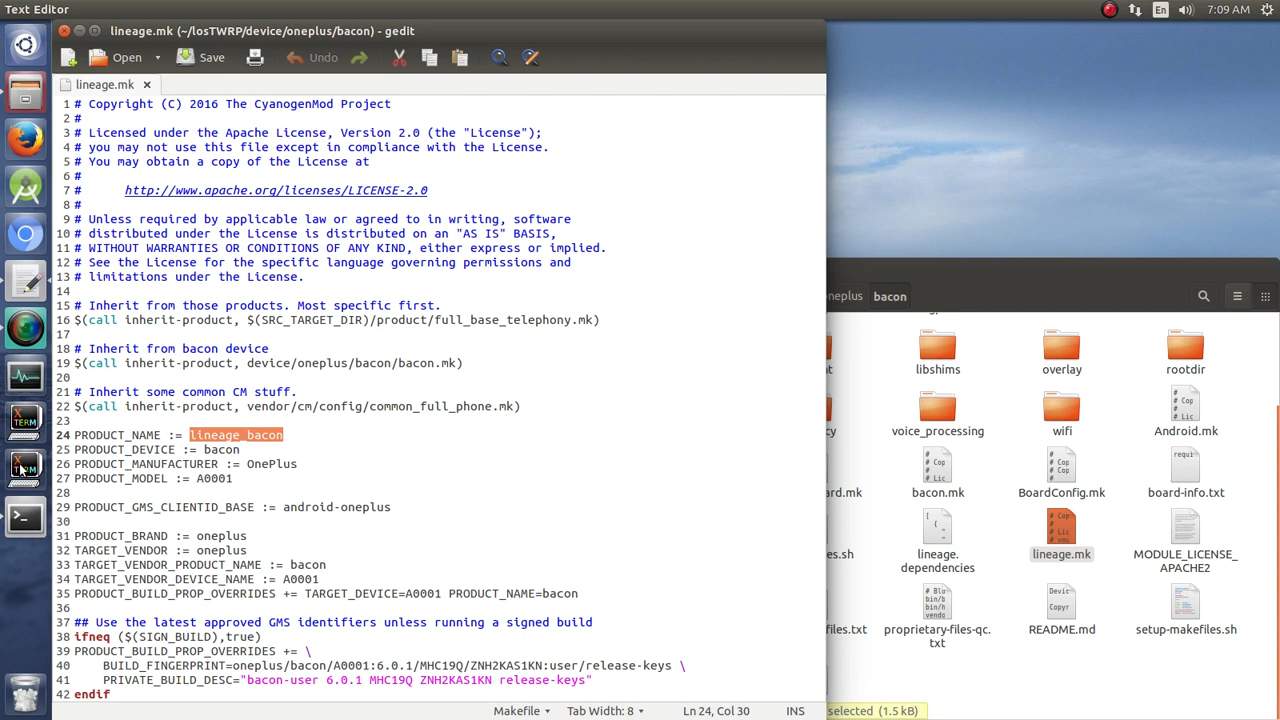 Text Editor
En
7:09 AM
lineage.mk (~/losTWRP/device/oneplus/bacon) - gedit
Open
Save
Undo
lineage.mk
1 # Copyright (C) 2016 The CyanogenMod Project
2 #
3 # Licensed under the Apache License, Version 2.0 (the "License");
4 # you may not use this file except in compliance with the License.
5 # You may obtain a copy of the License at
6 #
7 # http://www.apache.org/licenses/LICENSE-2.0
8 #
9 # Unless required by applicable law or agreed to in writing, software
10 # distributed under the License is distributed on an "AS IS" BASIS,
11 # WITHOUT WARRANTIES OR CONDITIONS OF ANY KIND, either express or implied.
12 # See the License for the specific language governing permissions and
13 # limitations under the License.
14
15 # Inherit from those products. Most specific first.
16 $(call inherit-product, $(SRC_TARGET_DIR)/product/full_base_telephony.mk)
17
18 # Inherit from bacon device
19 $(call inherit-product, device/oneplus/bacon/bacon.mk)
20
21 # Inherit some common CM stuff.
22 $(call inherit-product, vendor/cm/config/common_full_phone.mk)
23
24 PRODUCT_NAME := lineage_bacon
25 PRODUCT_DEVICE := bacon
26 PRODUCT_MANUFACTURER := OnePlus
27 PRODUCT_MODEL := A0001
28
29 PRODUCT_GMS_CLIENTID_BASE := android-oneplus
30
31 PRODUCT_BRAND := oneplus
32 TARGET_VENDOR := oneplus
33 TARGET_VENDOR_PRODUCT_NAME := bacon
34 TARGET_VENDOR_DEVICE_NAME := A0001
35 PRODUCT_BUILD_PROP_OVERRIDES += TARGET_DEVICE=A0001 PRODUCT_NAME=bacon
36
37 ## Use the latest approved GMS identifiers unless running a signed build
38 ifneq ($(SIGN_BUILD),true)
39 PRODUCT_BUILD_PROP_OVERRIDES += \
40 BUILD_FINGERPRINT=oneplus/bacon/A0001:6.0.1/MHC19Q/ZNH2KAS1KN:user/release-keys \
41 PRIVATE_BUILD_DESC="bacon-user 6.0.1 MHC19Q ZNH2KAS1KN release-keys"
42 endif
Makefile Tab Width: 8 Ln 24, Col 30 INS
oneplus bacon
libshims overlay rootdir
voice_processing wifi Android.mk
bacon.mk BoardConfig.mk board-info.txt
lineage.
dependencies
lineage.mk
MODULE_LICENSE_
APACHE2
proprietary-files-qc.
txt
README.md
setup-makefiles.sh
selected (1.5 kB)